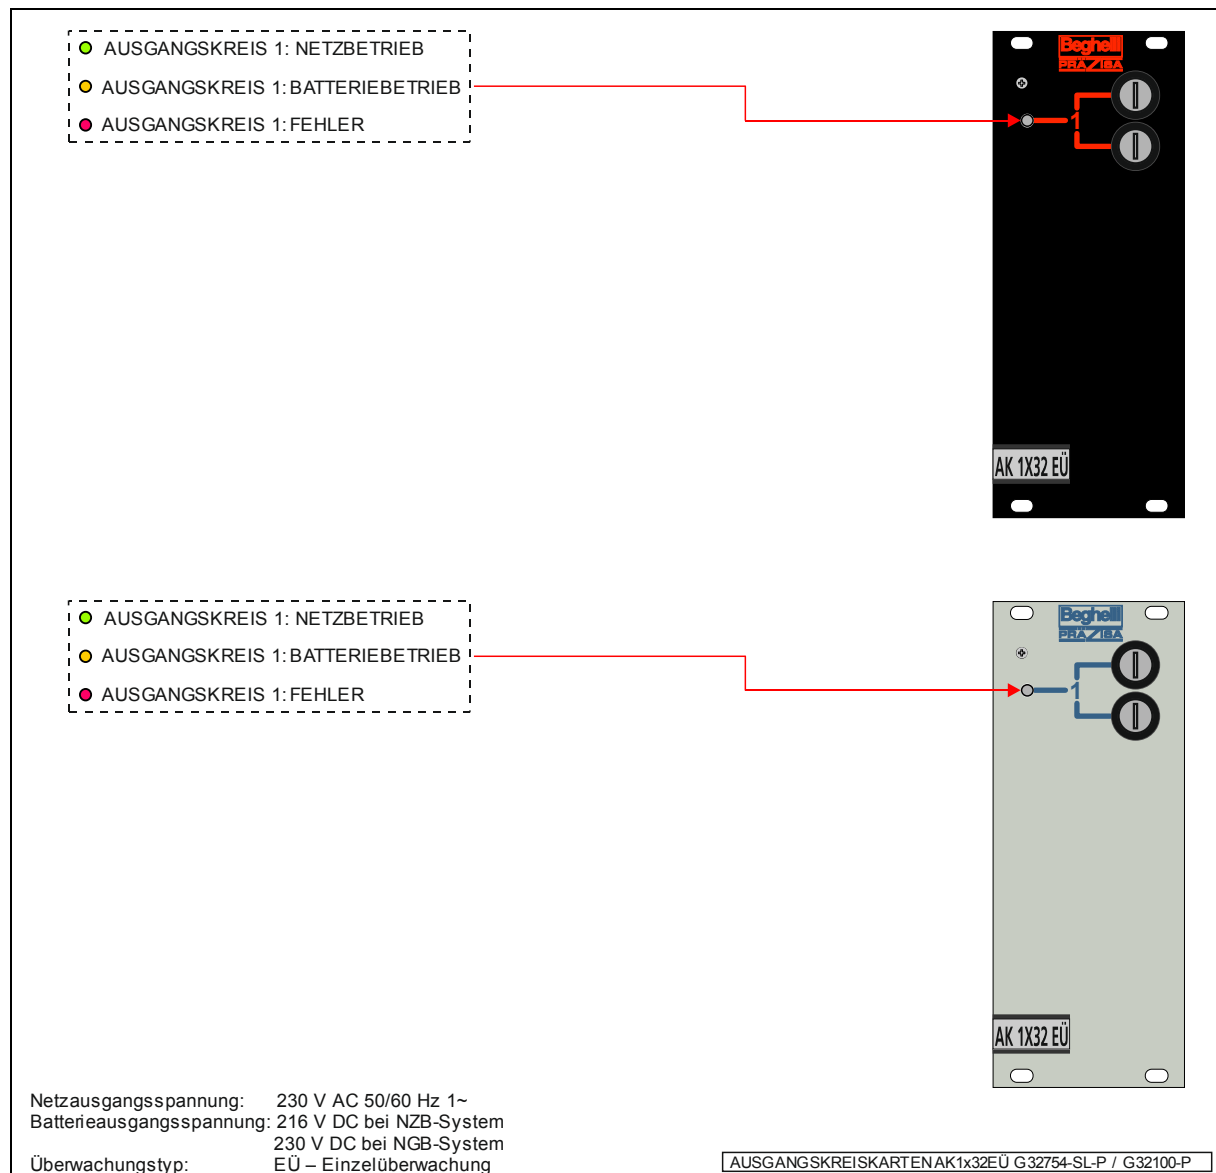 AUSGANGSKREIS 1: NETZBETRIEB
AUSGANGSKREIS 1: BATTERIEBETRIEB
AUSGANGSKREIS 1: FEHLER
Beghelli
PRÄZISA
1
AK 1X32 EÜ
AUSGANGSKREIS 1: NETZBETRIEB
AUSGANGSKREIS 1: BATTERIEBETRIEB
AUSGANGSKREIS 1: FEHLER
Beghelli
PRÄZISA
1
AK 1X32 EÜ
Netzausgangsspannung: 230 V AC 50/60 Hz 1~
Batterieausgangsspannung: 216 V DC bei NZB-System
230 V DC bei NGB-System
Überwachungstyp: EÜ – Einzelüberwachung
AUSGANGSKREISKARTEN AK1x32EÜ G32754-SL-P / G32100-P